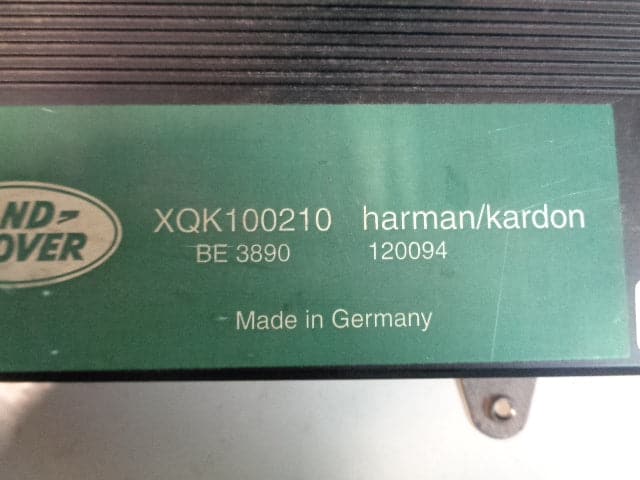 ND-
OVER
XQK100210 harman/kardon
BE 3890 120094
Made in Germany